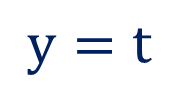 y = t